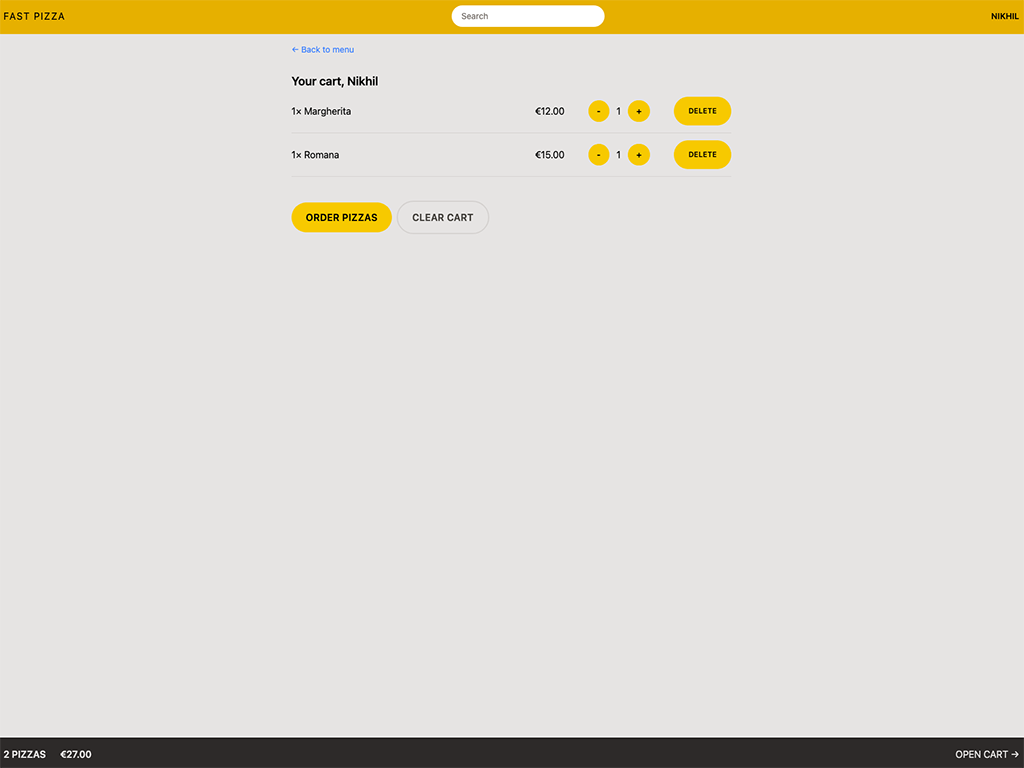 FAST PIZZA Search NIKHIL
← Back to menu
Your cart, Nikhil
1× Margherita €12.00 - 1 + DELETE
1× Romana €15.00 - 1 + DELETE
ORDER PIZZAS CLEAR CART
2 PIZZAS €27.00 OPEN CART →